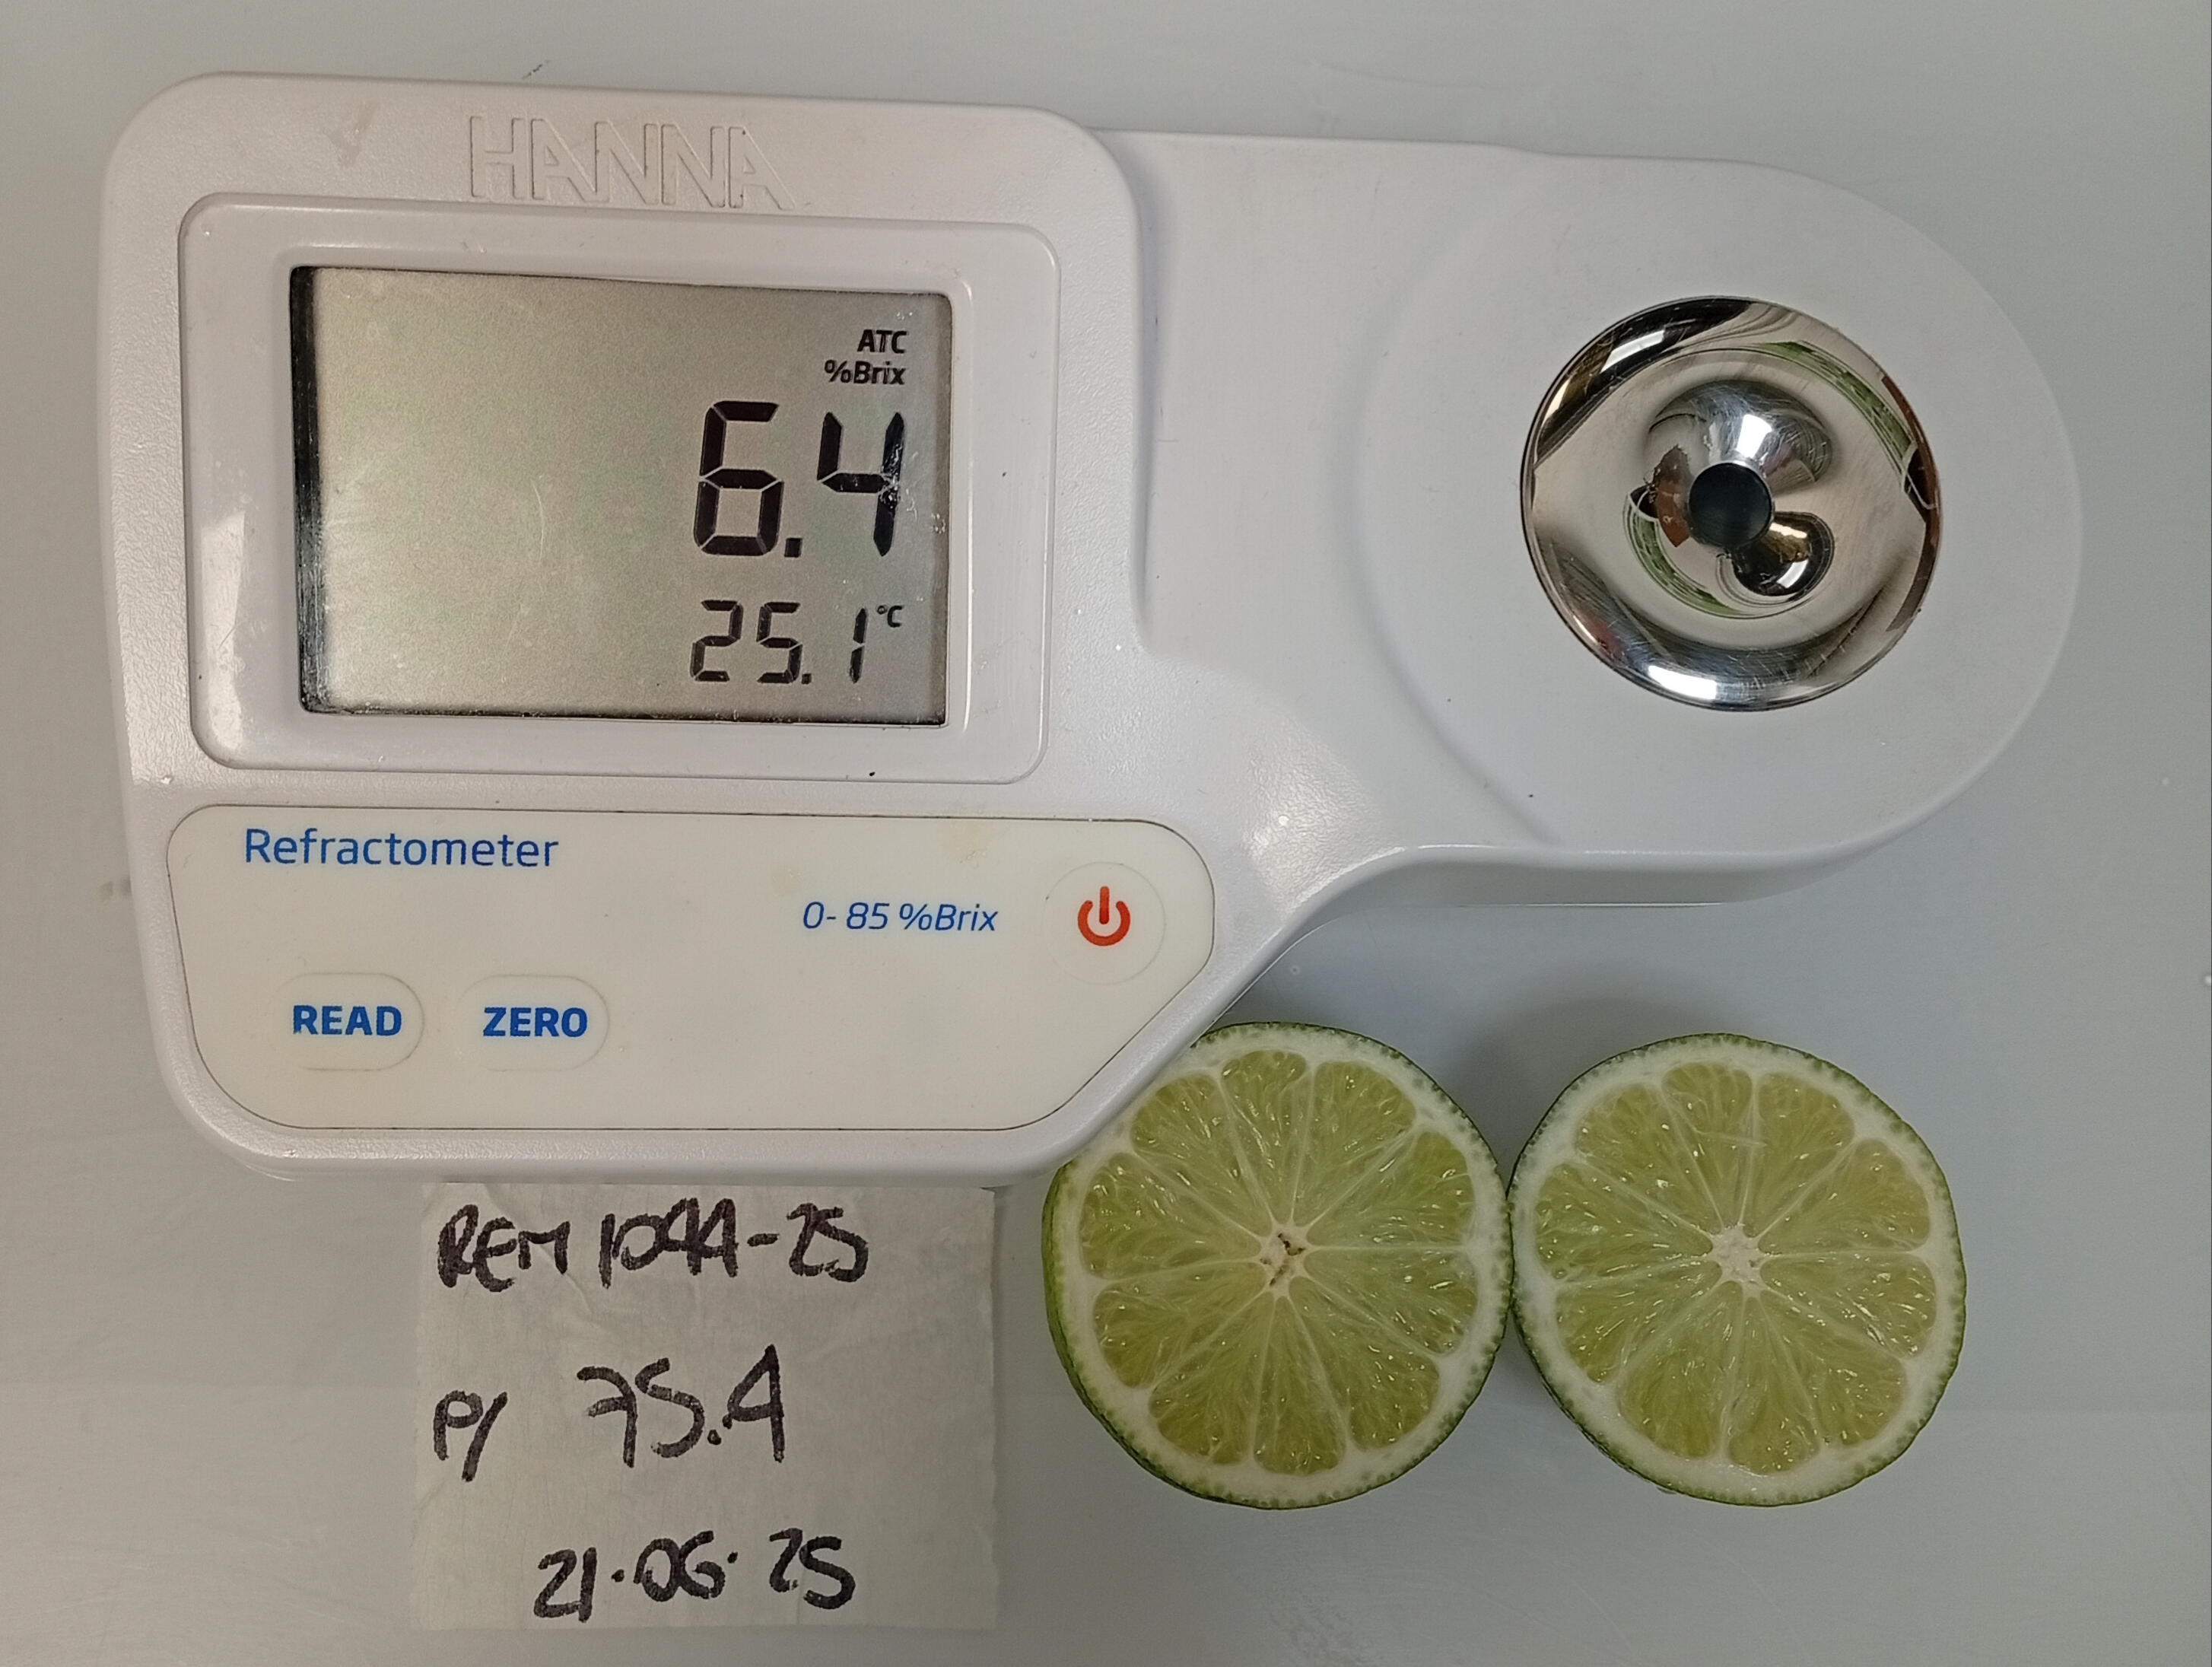 HANNA
ATC
%Brix
6.4
25.1 °C
Refractometer
0-85 %Brix
READ
ZERO
REM 1044-25
P/ 75.4
21.06.25